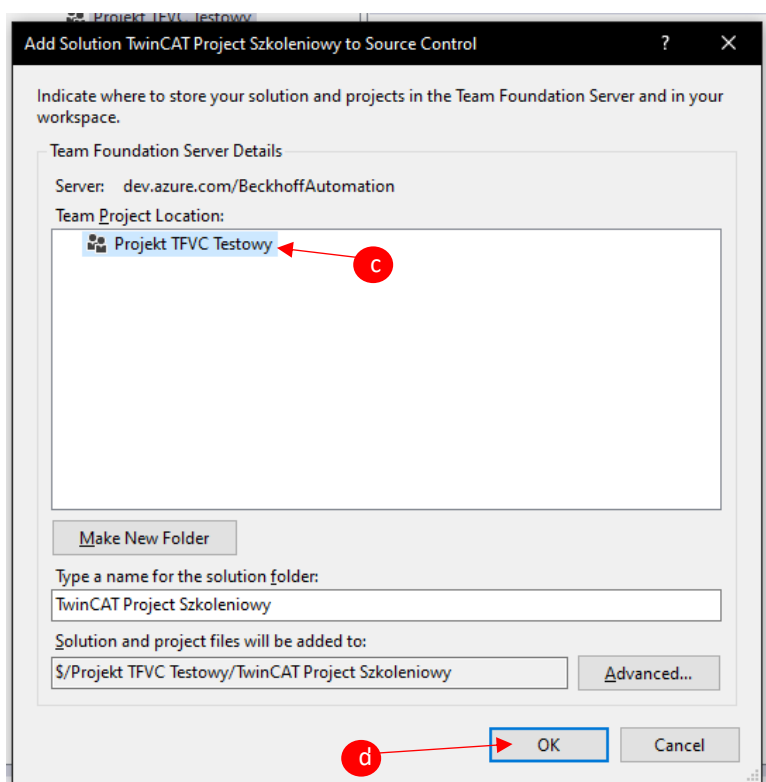 Projekt TFVC Testowy
Add Solution TwinCAT Project Szkoleniowy to Source Control ? ×
Indicate where to store your solution and projects in the Team Foundation Server and in your
workspace.
Team Foundation Server Details
Server: dev.azure.com/BeckhoffAutomation
Team Project Location:
Projekt TFVC Testowy
c
Make New Folder
Type a name for the solution folder:
TwinCAT Project Szkoleniowy
Solution and project files will be added to:
$/Projekt TFVC Testowy/TwinCAT Project Szkoleniowy
Advanced...
d
OK
Cancel